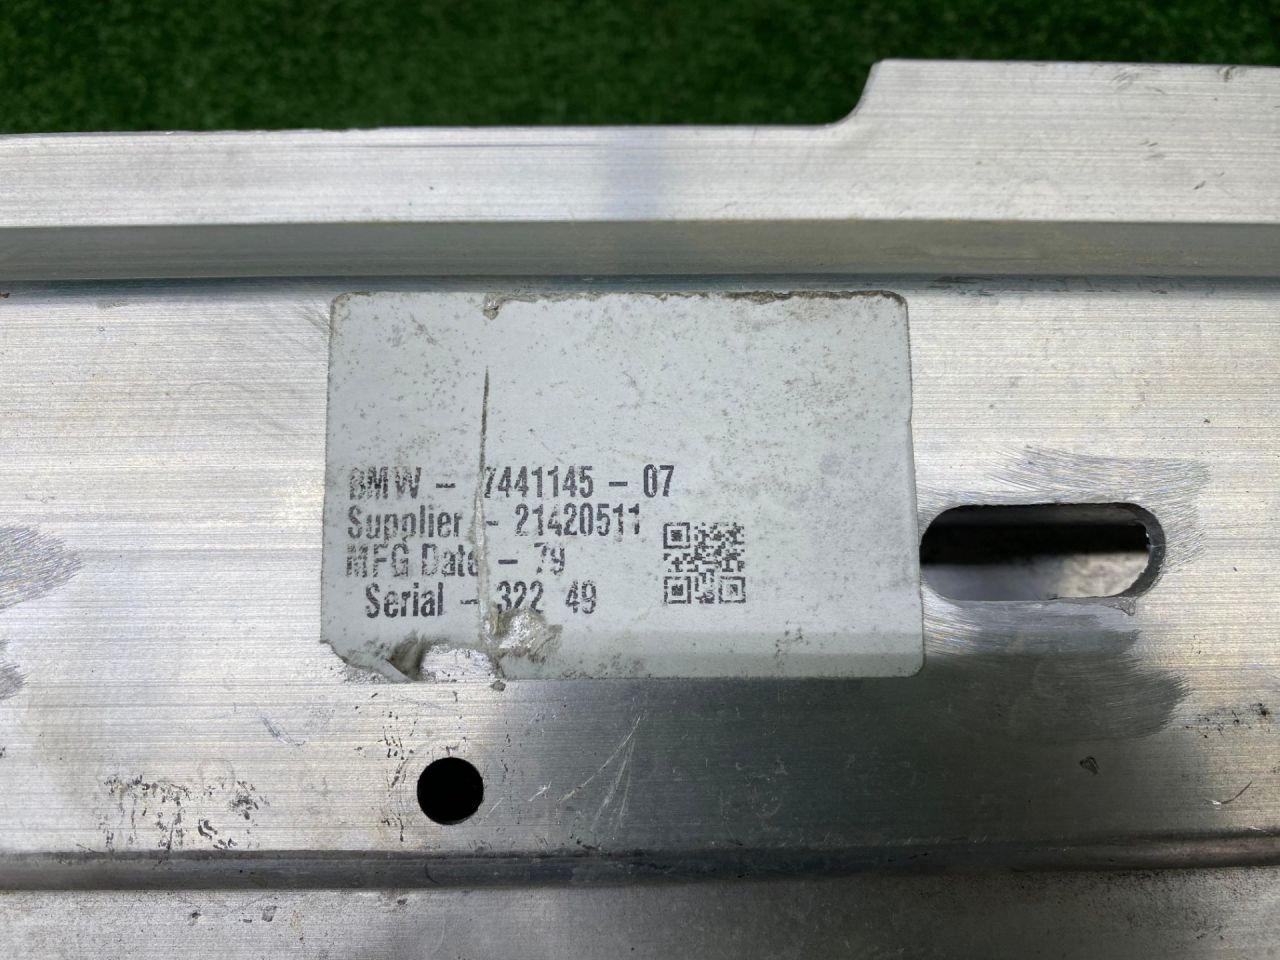 BMW - 7441145 - 07
Supplier - 21420511
MFG Date - 79
Serial - 322 49